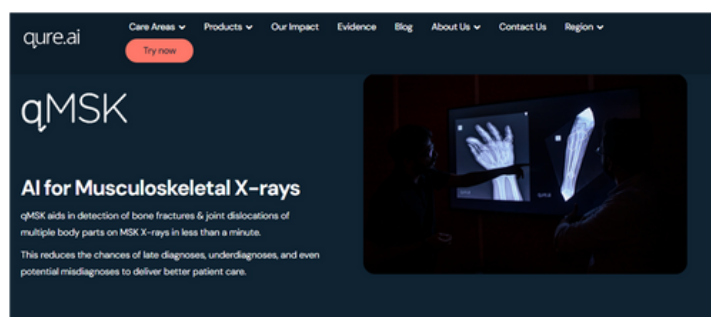 qure.ai
Care Areas
Products
Our Impact
Evidence
Blog
About Us
Contact Us
Region
Try now
qMSK
AI for Musculoskeletal X-rays
qMSK aids in detection of bone fractures & joint dislocations of
multiple body parts on MSK X-rays in less than a minute.
This reduces the chances of late diagnoses, underdiagnoses, and even
potential misdiagnoses to deliver better patient care.